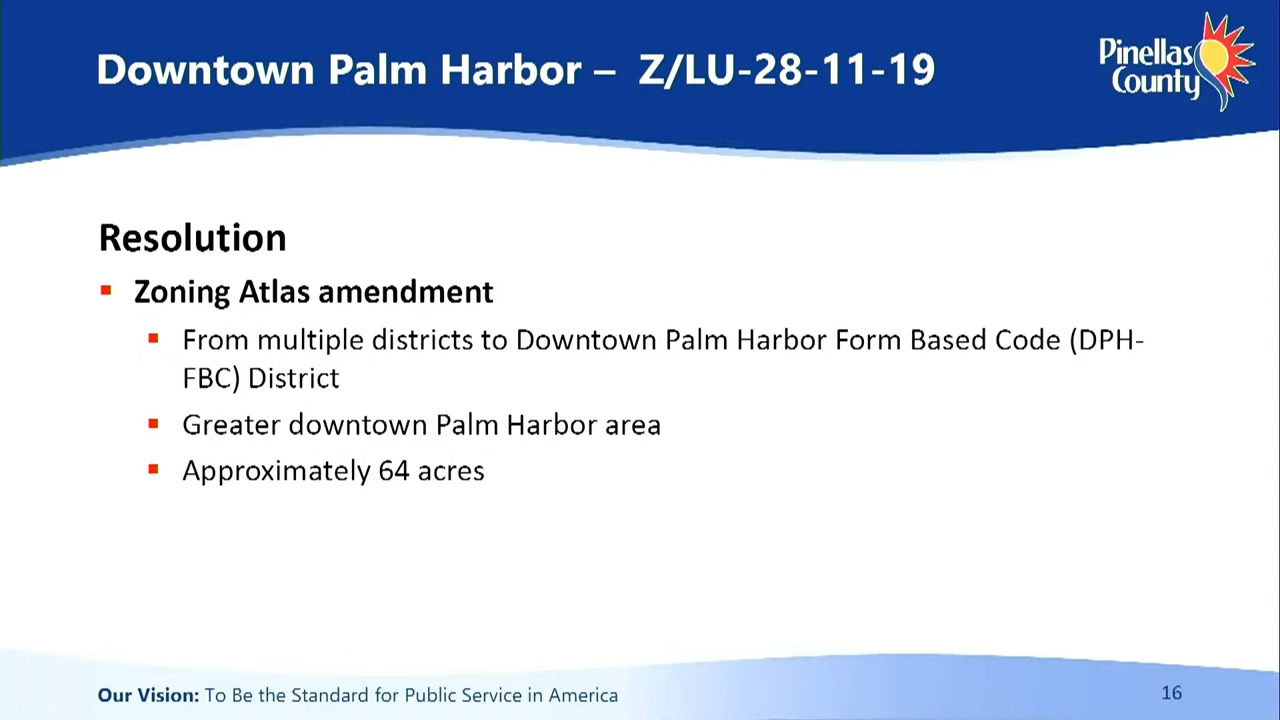 Downtown Palm Harbor – Z/LU-28-11-19
Pinellas
County
Resolution
Zoning Atlas amendment
From multiple districts to Downtown Palm Harbor Form Based Code (DPH-
FBC) District
Greater downtown Palm Harbor area
Approximately 64 acres
Our Vision: To Be the Standard for Public Service in America
16